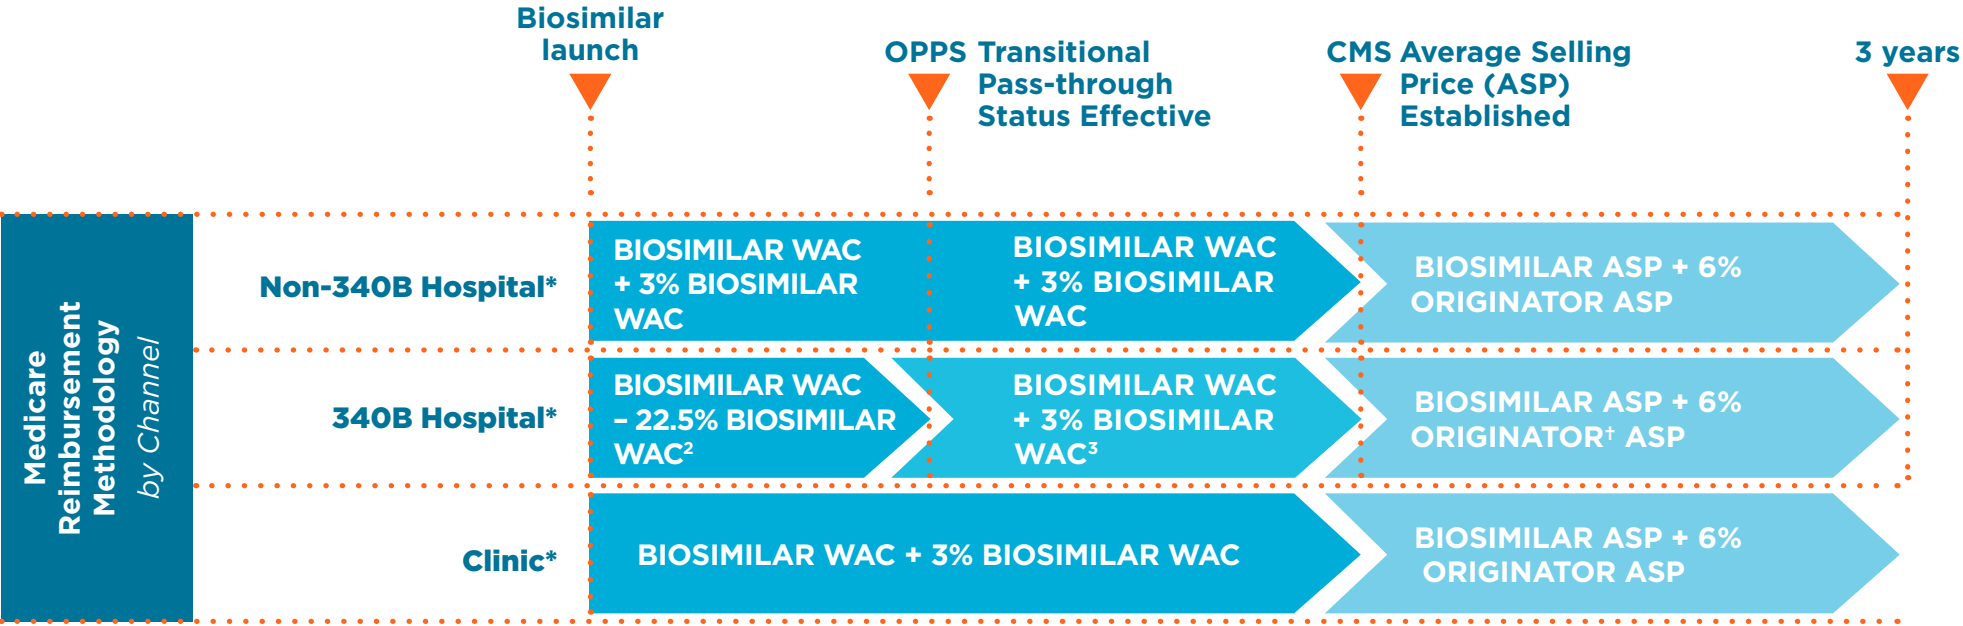 Biosimilar
launch
OPPS Transitional
Pass-through
Status Effective
CMS Average Selling
Price (ASP)
Established
3 years
Medicare
Reimbursement
Methodology
by Channel
Non-340B Hospital*
BIOSIMILAR WAC
+ 3% BIOSIMILAR
WAC
BIOSIMILAR WAC
+ 3% BIOSIMILAR
WAC
BIOSIMILAR ASP + 6%
ORIGINATOR ASP
340B Hospital*
BIOSIMILAR WAC
– 22.5% BIOSIMILAR
WAC²
BIOSIMILAR WAC
+ 3% BIOSIMILAR
WAC³
BIOSIMILAR ASP + 6%
ORIGINATOR† ASP
Clinic*
BIOSIMILAR WAC + 3% BIOSIMILAR WAC
BIOSIMILAR ASP + 6%
ORIGINATOR ASP